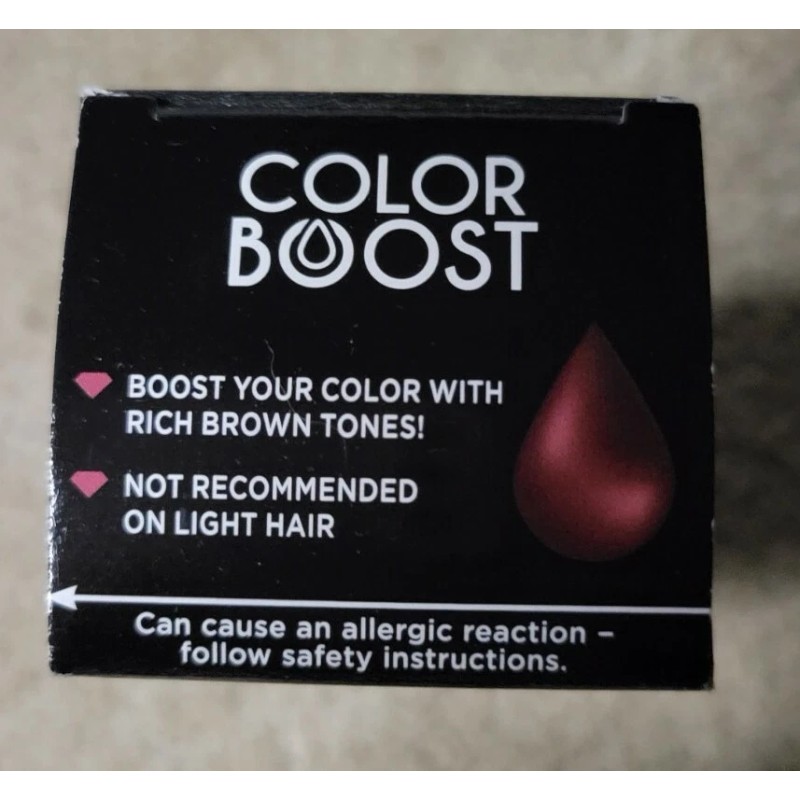 COLOR
BOOST
BOOST YOUR COLOR WITH
RICH BROWN TONES!
NOT RECOMMENDED
ON LIGHT HAIR
Can cause an allergic reaction –
follow safety instructions.